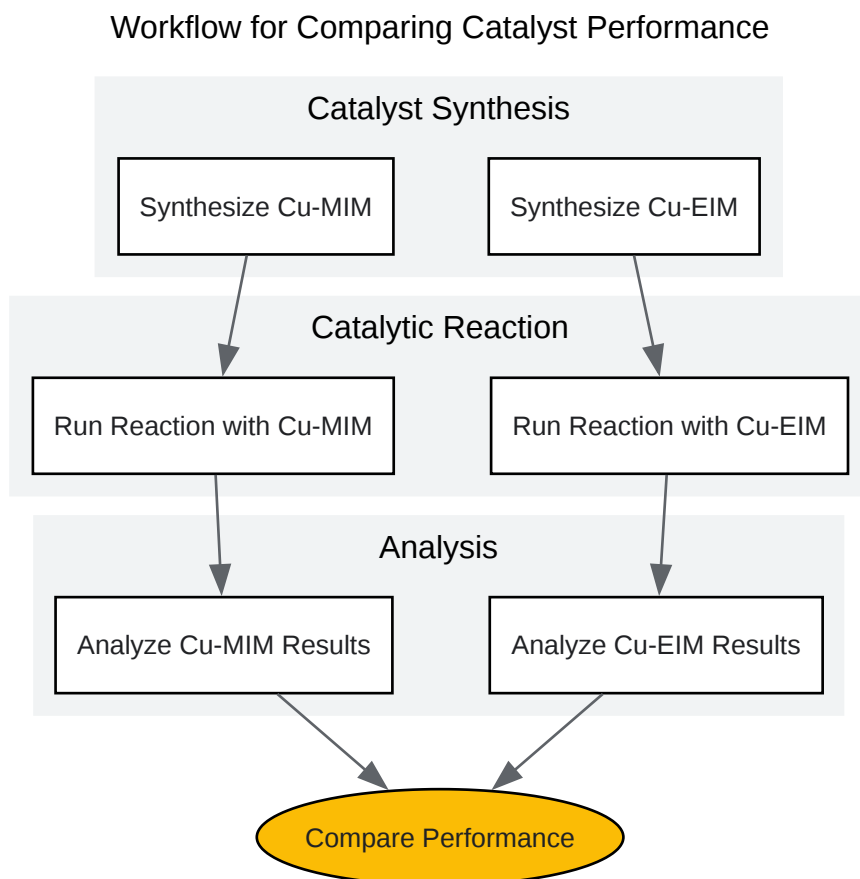 Workflow for Comparing Catalyst Performance
Catalyst Synthesis
Synthesize Cu-MIM
Synthesize Cu-EIM
Catalytic Reaction
Run Reaction with Cu-MIM
Run Reaction with Cu-EIM
Analysis
Analyze Cu-MIM Results
Analyze Cu-EIM Results
Compare Performance